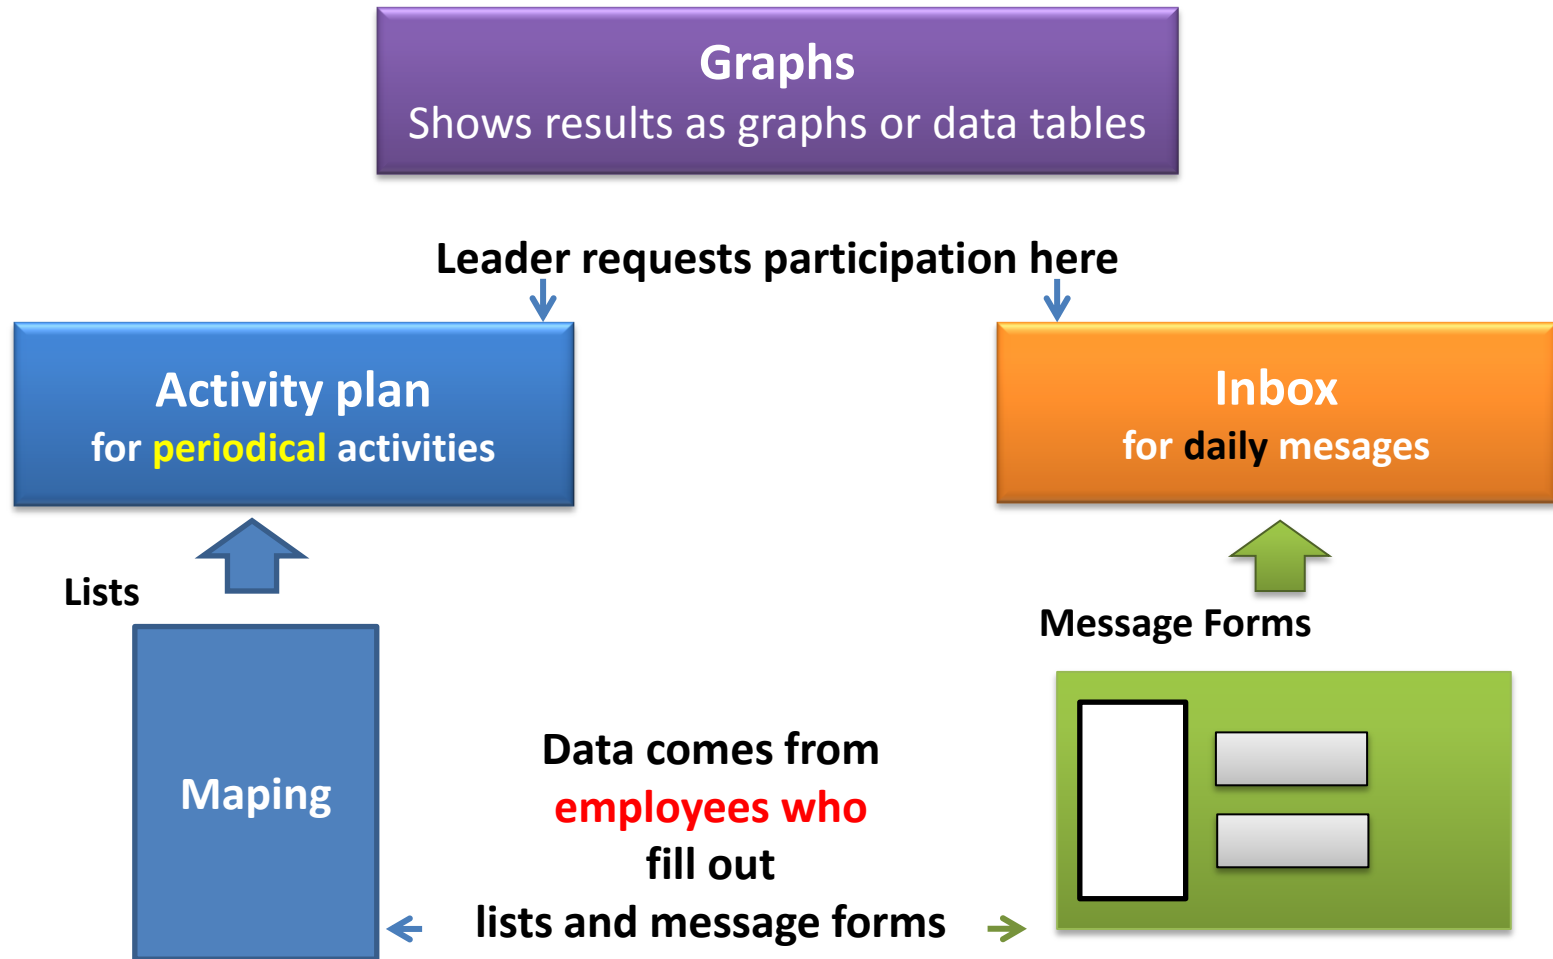 Graphs
Shows results as graphs or data tables
Leader requests participation here
Activity plan
for periodical activities
Inbox
for daily mesages
Lists
Message Forms
Maping
Data comes from
employees who
fill out
lists and message forms